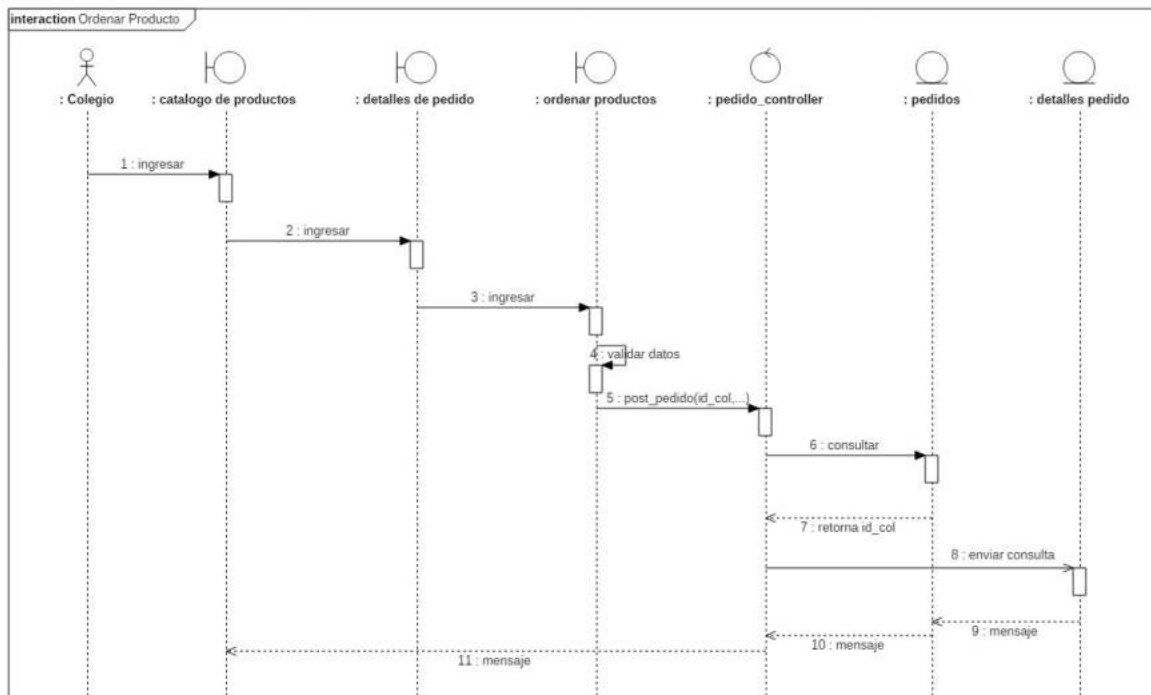 interaction Ordenar Producto
: Colegio
: catalogo de productos
: detalles de pedido
: ordenar productos
: pedido_controller
: pedidos
: detalles pedido
1 : ingresar
2 : ingresar
3 : ingresar
4 : validar datos
5 : post_pedido(id_col,...)
6 : consultar
7 : retorna id_col
8 : enviar consulta
9 : mensaje
10 : mensaje
11 : mensaje